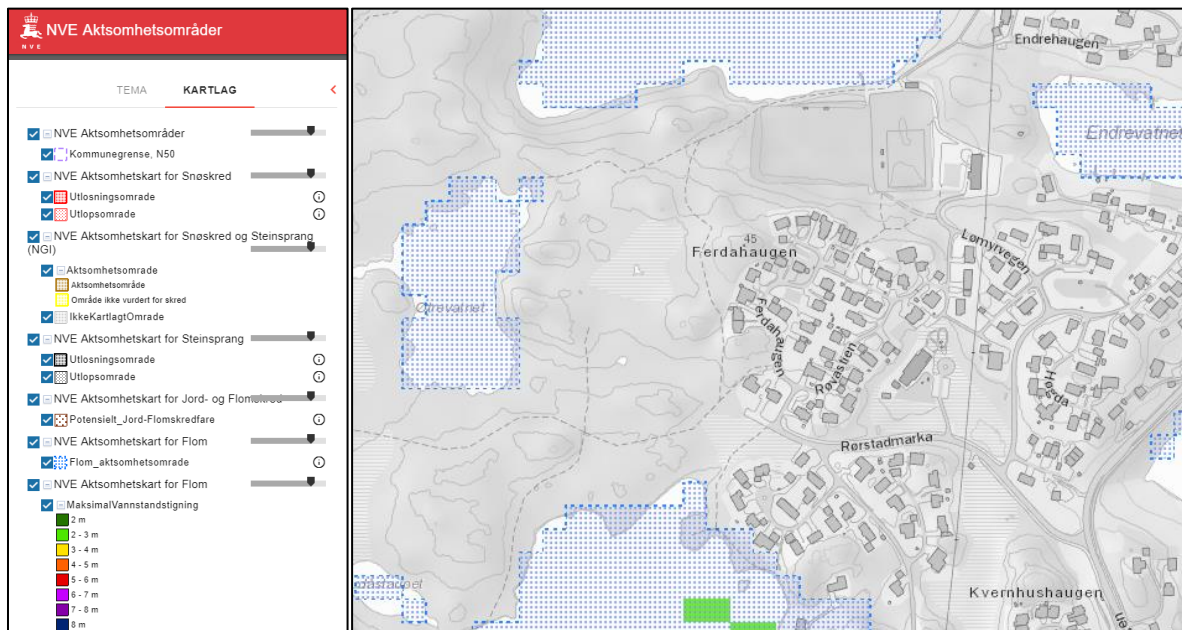 NVE Aktsomhetsområder
NVE
TEMA
KARTLAG
NVE Aktsomhetsområder
Kommunegrense, N50
NVE Aktsomhetskart for Snøskred
Utlosningsomrade
Utlopsomrade
NVE Aktsomhetskart for Snøskred og Steinsprang
(NGI)
Aktsomhetsomrade
Aktsomhetsområde
Område ikke vurdert for skred
IkkeKartlagtOmrade
NVE Aktsomhetskart for Steinsprang
Utlosningsomrade
Utlopsomrade
NVE Aktsomhetskart for Jord- og Flomskred
Potensielt_Jord-Flomskredfare
NVE Aktsomhetskart for Flom
Flom_aktsomhetsomrade
NVE Aktsomhetskart for Flom
MaksimalVannstandstigning
2 m
2 - 3 m
3 - 4 m
4 - 5 m
5 - 6 m
6 - 7 m
7 - 8 m
8 m
Endrehaugen
Endrevatnet
45
Ferdahaugen
Lømyrvegen
Ferdahaugen
Røvastien
Høgda
Rørstadmarka
Kvernhushaugen